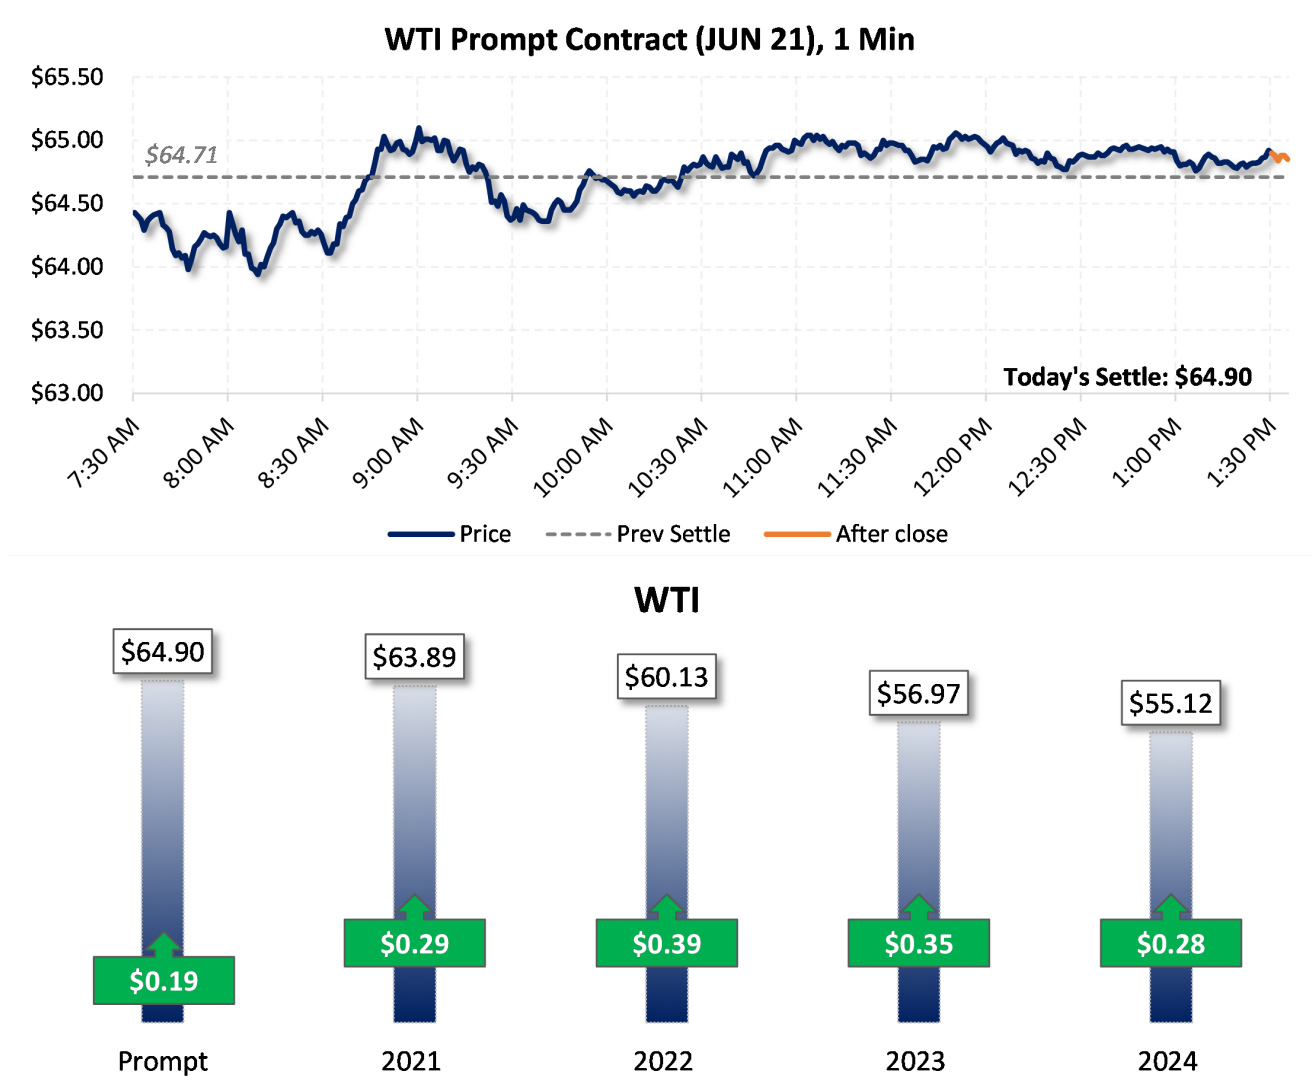 WTI Prompt Contract (JUN 21), 1 Min
$65.50
$65.00
$64.71
$64.50
$64.00
$63.50
$63.00
Today's Settle: $64.90
7:30 AM
8:00 AM
8:30 AM
9:00 AM
9:30 AM
10:00 AM
10:30 AM
11:00 AM
11:30 AM
12:00 PM
12:30 PM
1:00 PM
1:30 PM
Price Prev Settle After close
WTI
$64.90 $63.89 $60.13 $56.97 $55.12
$0.19 $0.29 $0.39 $0.35 $0.28
Prompt 2021 2022 2023 2024